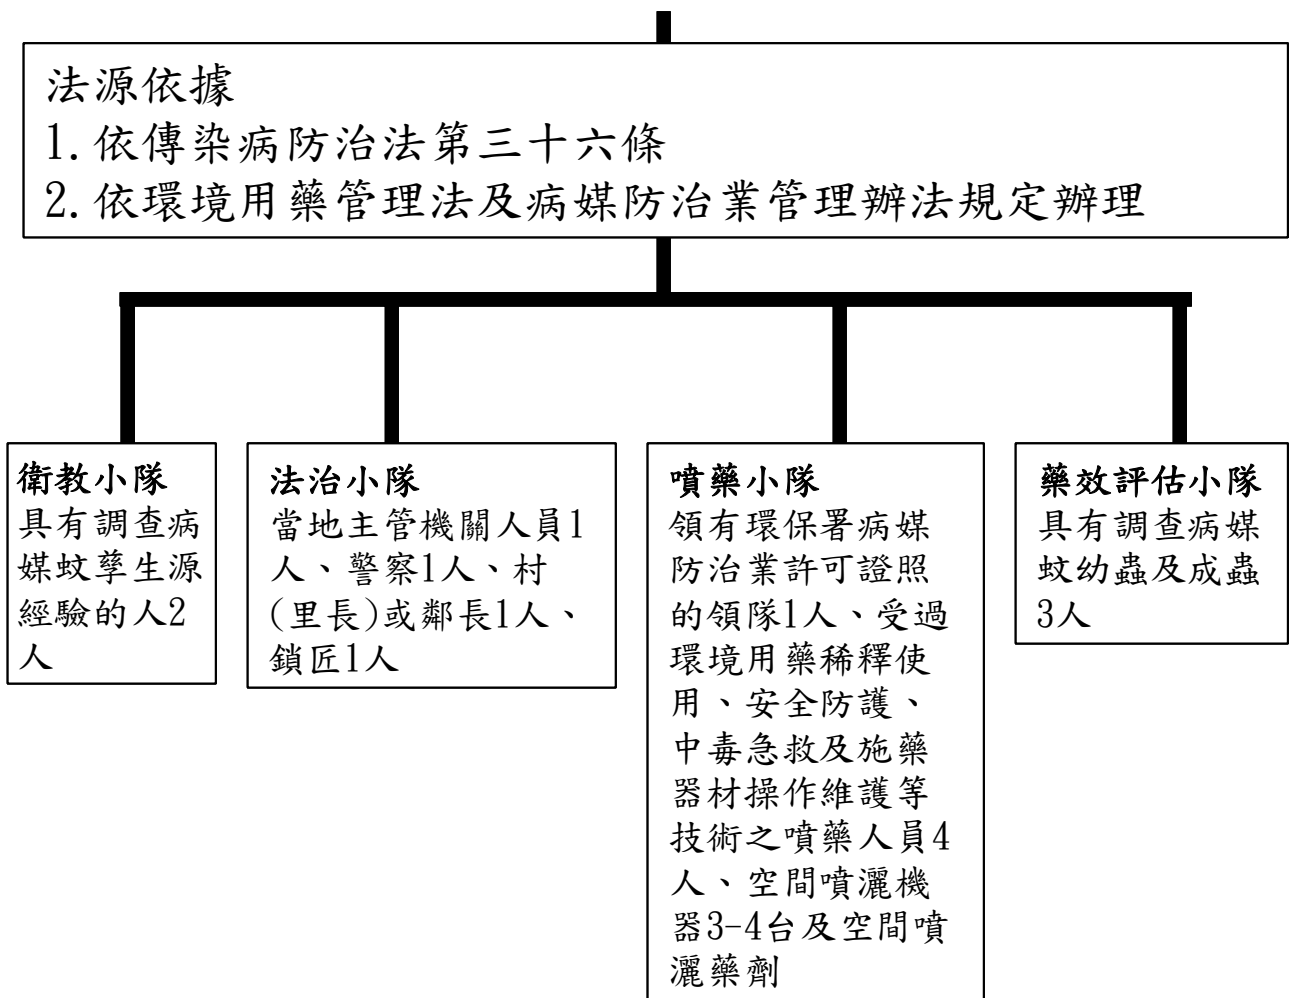 法源依據
1.依傳染病防治法第三十六條
2.依環境用藥管理法及病媒防治業管理辦法規定辦理
衛教小隊
具有調查病
媒蚊孳生源
經驗的人2
人
法治小隊
當地主管機關人員1
人、警察1人、村
(里長)或鄰長1人、
鎖匠1人
噴藥小隊
領有環保署病媒
防治業許可證照
的領隊1人、受過
環境用藥稀釋使
用、安全防護、
中毒急救及施藥
器材操作維護等
技術之噴藥人員4
人、空間噴灑機
器3-4台及空間噴
灑藥劑
藥效評估小隊
具有調查病媒
蚊幼蟲及成蟲
3人